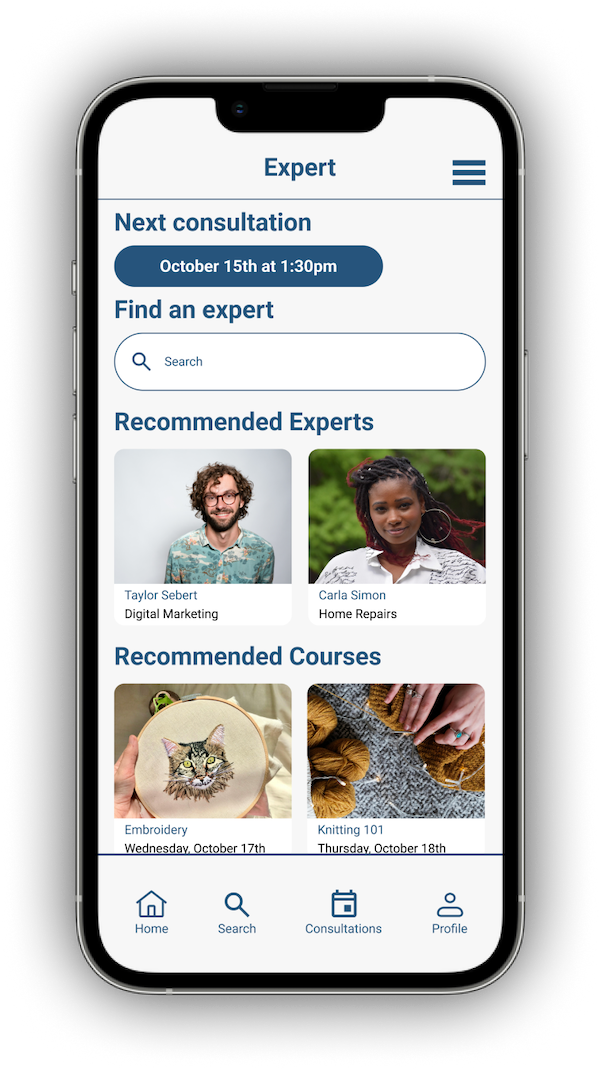 Expert
Next consultation
October 15th at 1:30pm
Find an expert
Search
Recommended Experts
Taylor Sebert
Digital Marketing
Carla Simon
Home Repairs
Recommended Courses
Embroidery
Wednesday, October 17th
Knitting 101
Thursday, October 18th
Home
Search
Consultations
Profile